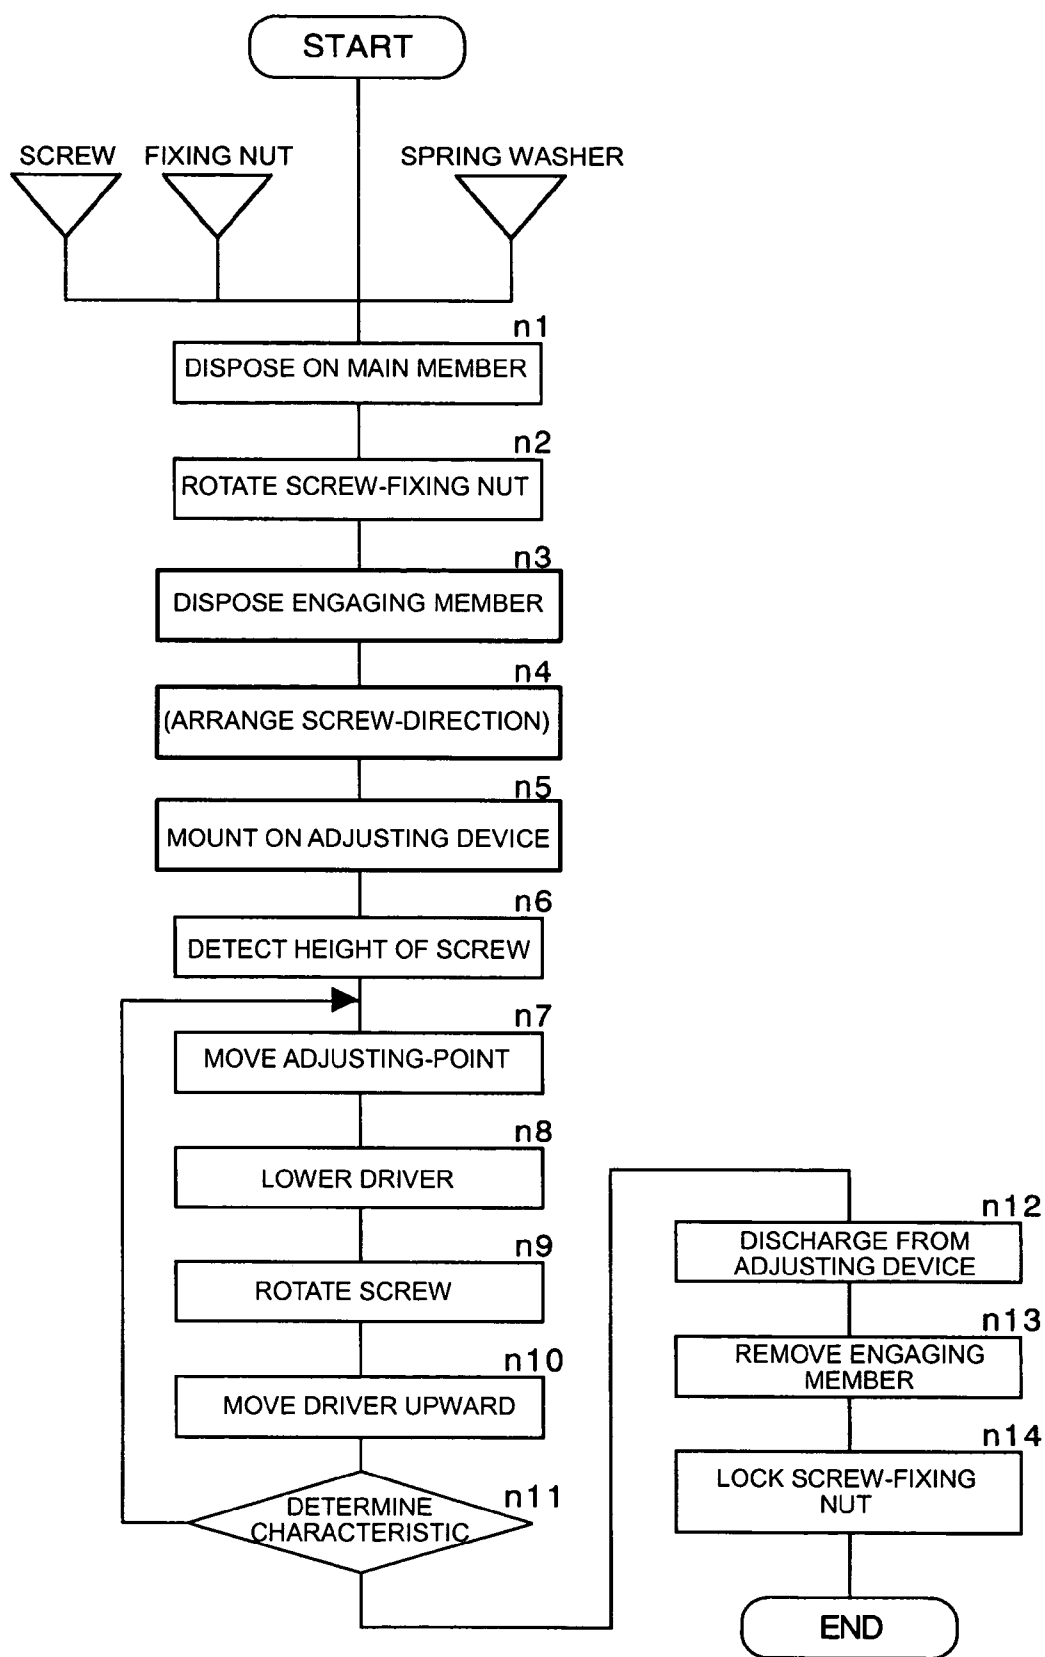 START
SCREW
FIXING NUT
SPRING WASHER
n1
DISPOSE ON MAIN MEMBER
n2
ROTATE SCREW-FIXING NUT
n3
DISPOSE ENGAGING MEMBER
n4
(ARRANGE SCREW-DIRECTION)
n5
MOUNT ON ADJUSTING DEVICE
n6
DETECT HEIGHT OF SCREW
n7
MOVE ADJUSTING-POINT
n8
LOWER DRIVER
n9
ROTATE SCREW
n10
MOVE DRIVER UPWARD
n11
DETERMINE
CHARACTERISTIC
n12
DISCHARGE FROM
ADJUSTING DEVICE
n13
REMOVE ENGAGING
MEMBER
n14
LOCK SCREW-FIXING
NUT
END